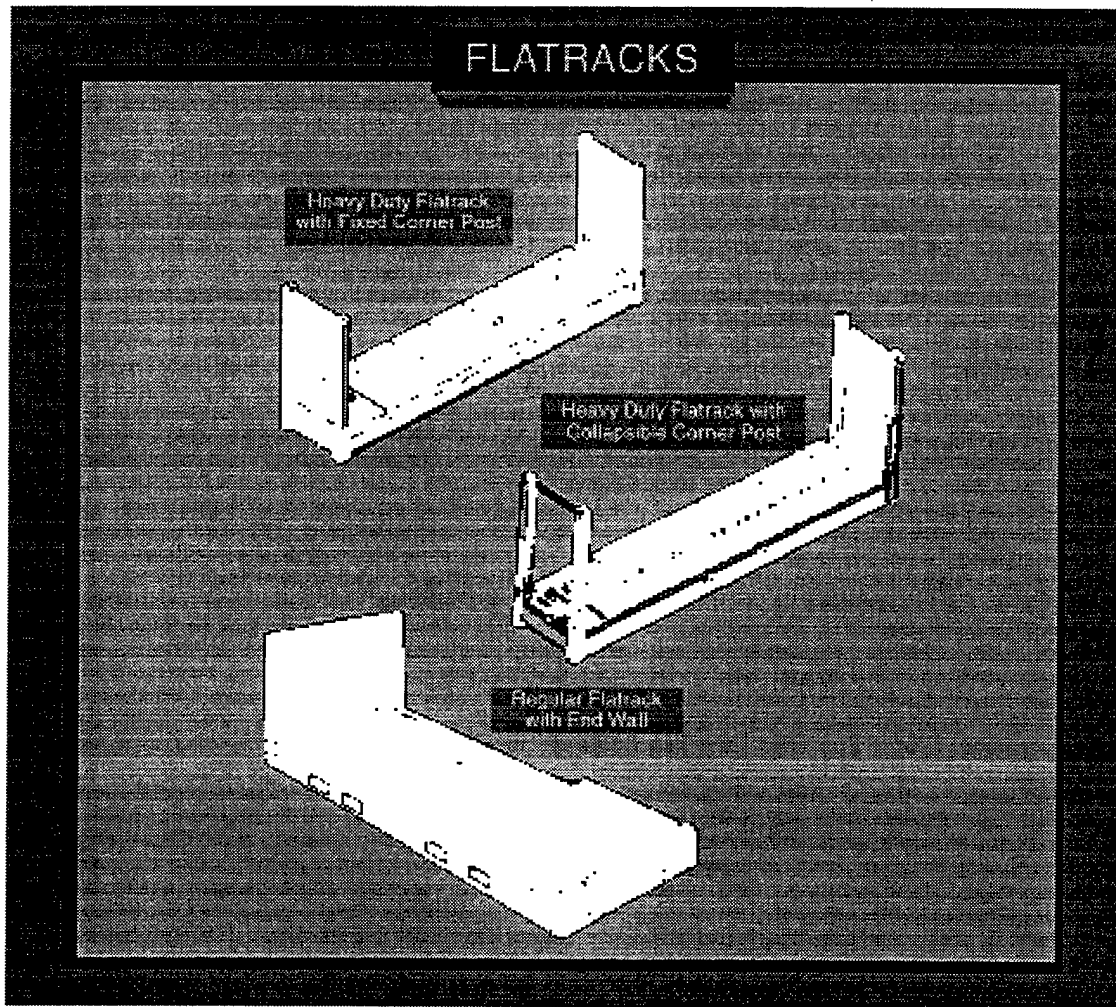 FLATRACKS
Heavy Duty Flatrack
with Fixed Corner Post
Heavy Duty Flatrack with
Collapsible Corner Post
Regular Flatrack
with End Wall